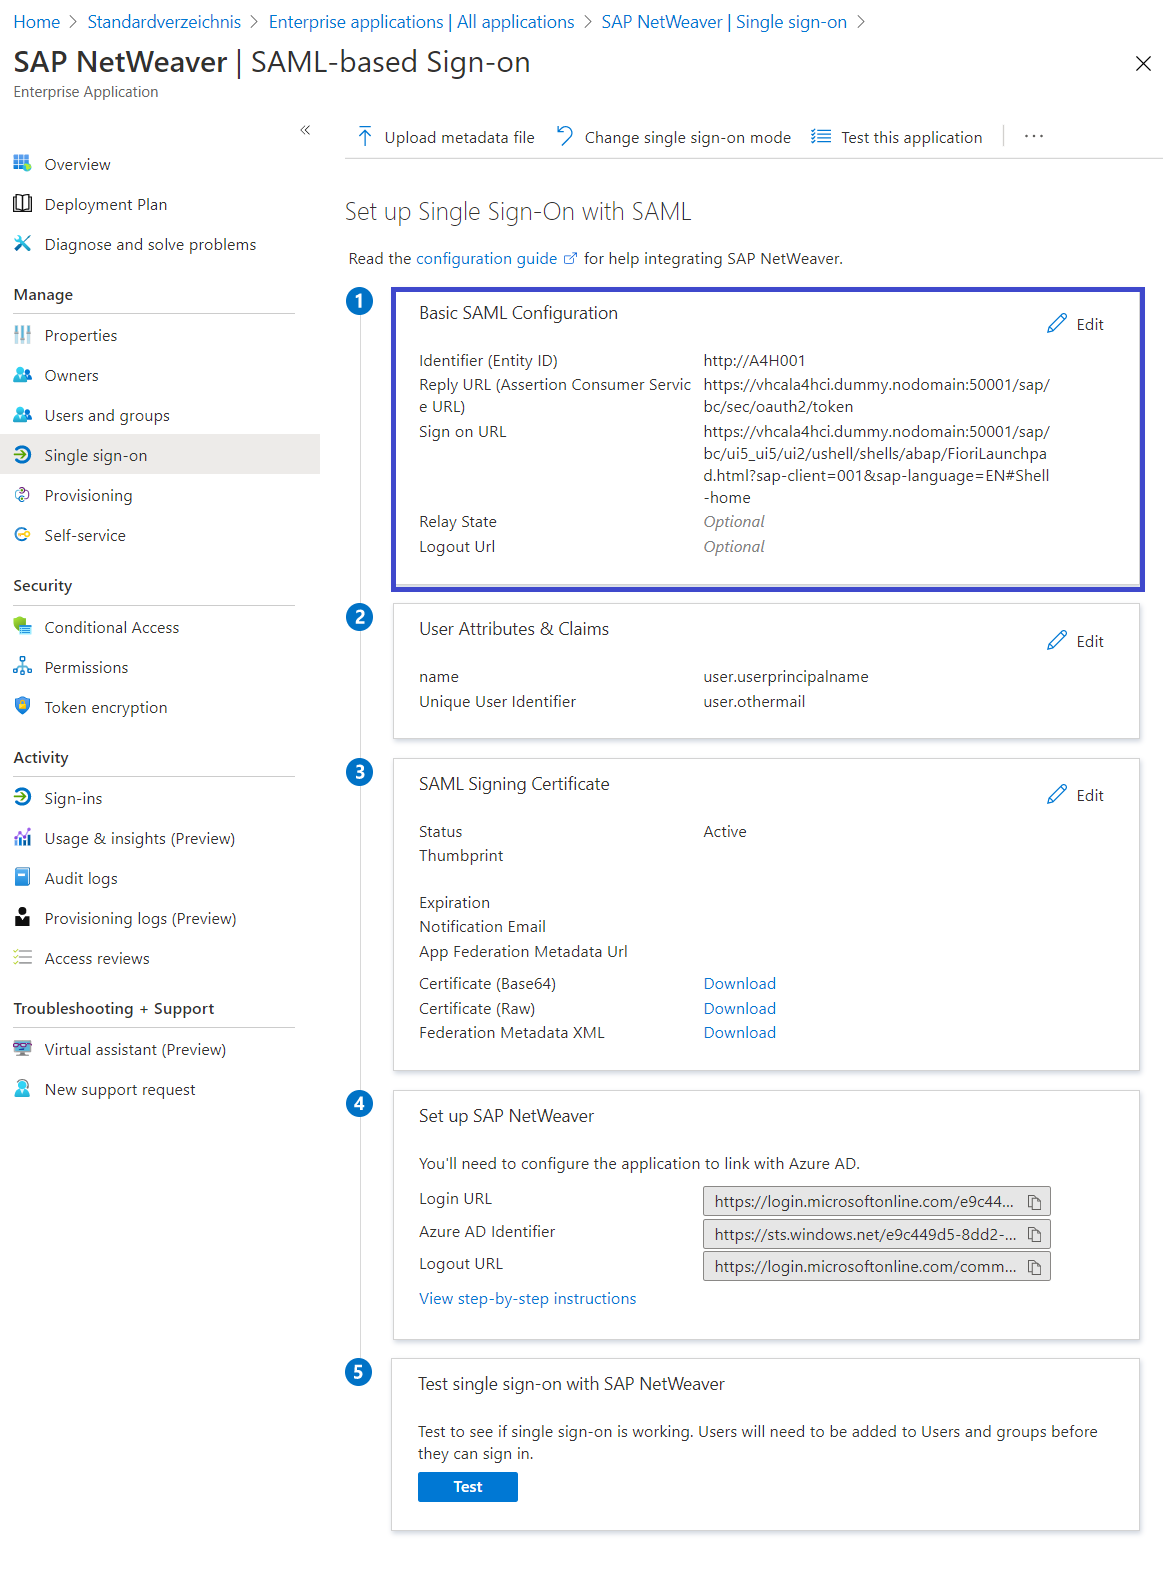 Home > Standardverzeichnis > Enterprise applications | All applications > SAP NetWeaver | Single sign-on >
SAP NetWeaver | SAML-based Sign-on
Enterprise Application
«
Overview
Deployment Plan
Diagnose and solve problems
Manage
Properties
Owners
Users and groups
Single sign-on
Provisioning
Self-service
Security
Conditional Access
Permissions
Token encryption
Activity
Sign-ins
Usage & insights (Preview)
Audit logs
Provisioning logs (Preview)
Access reviews
Troubleshooting + Support
Virtual assistant (Preview)
New support request
Upload metadata file Change single sign-on mode Test this application | ...
Set up Single Sign-On with SAML
Read the configuration guide for help integrating SAP NetWeaver.
1
Basic SAML Configuration
Edit
Identifier (Entity ID) http://A4H001
Reply URL (Assertion Consumer Servic https://vhcala4hci.dummy.nodomain:50001/sap/
e URL) bc/sec/oauth2/token
Sign on URL https://vhcala4hci.dummy.nodomain:50001/sap/
bc/ui5_ui5/ui2/ushell/shells/abap/FioriLaunchpa
d.html?sap-client=001&sap-language=EN#Shell
-home
Relay State Optional
Logout Url Optional
2
User Attributes & Claims
Edit
name user.userprincipalname
Unique User Identifier user.othermail
3
SAML Signing Certificate
Edit
Status Active
Thumbprint
Expiration
Notification Email
App Federation Metadata Url
Certificate (Base64) Download
Certificate (Raw) Download
Federation Metadata XML Download
4
Set up SAP NetWeaver
You'll need to configure the application to link with Azure AD.
Login URL https://login.microsoftonline.com/e9c44...
Azure AD Identifier https://sts.windows.net/e9c449d5-8dd2-...
Logout URL https://login.microsoftonline.com/comm...
View step-by-step instructions
5
Test single sign-on with SAP NetWeaver
Test to see if single sign-on is working. Users will need to be added to Users and groups before
they can sign in.
Test